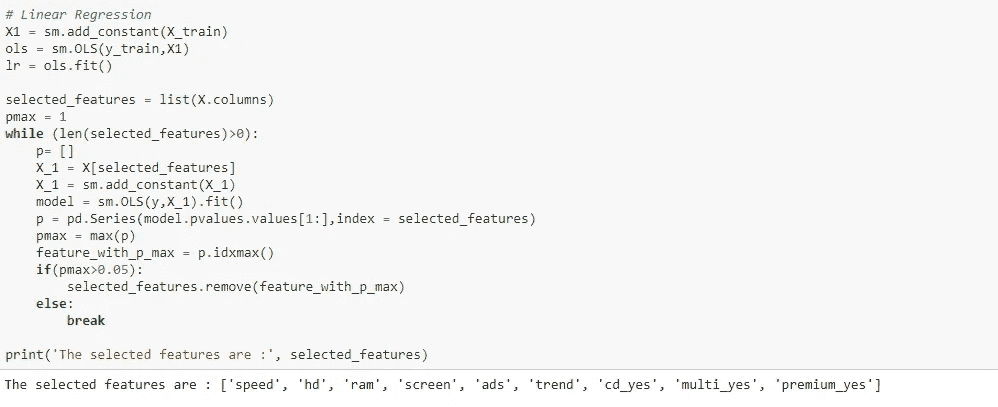 # Linear Regression
X1 = sm.add_constant(X_train)
ols = sm.OLS(y_train,X1)
lr = ols.fit()

selected_features = list(X.columns)
pmax = 1
while (len(selected_features)>0):
    p= []
    X_1 = X[selected_features]
    X_1 = sm.add_constant(X_1)
    model = sm.OLS(y,X_1).fit()
    p = pd.Series(model.pvalues.values[1:],index = selected_features)
    pmax = max(p)
    feature_with_p_max = p.idxmax()
    if(pmax>0.05):
        selected_features.remove(feature_with_p_max)
    else:
        break

print('The selected features are :', selected_features)
The selected features are : ['speed', 'hd', 'ram', 'screen', 'ads', 'trend', 'cd_yes', 'multi_yes', 'premium_yes']